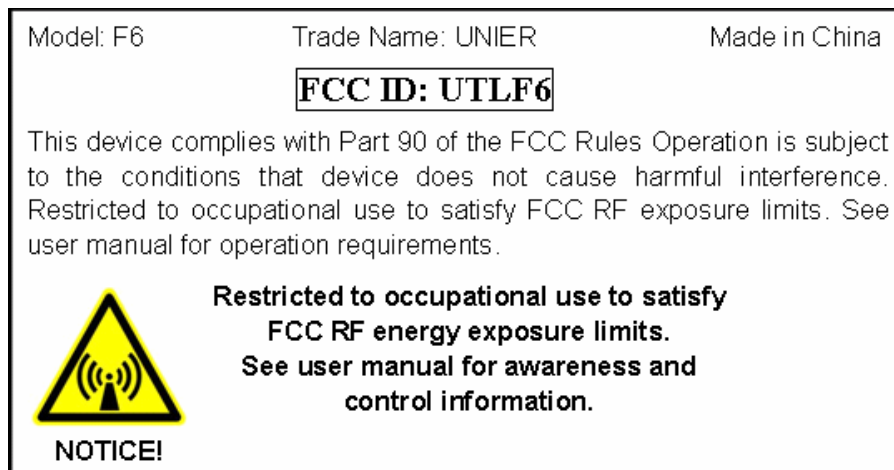 Model: F6 Trade Name: UNIER Made in China
FCC ID: UTLF6
This device complies with Part 90 of the FCC Rules Operation is subject
to the conditions that device does not cause harmful interference.
Restricted to occupational use to satisfy FCC RF exposure limits. See
user manual for operation requirements.
Restricted to occupational use to satisfy
FCC RF energy exposure limits.
See user manual for awareness and
control information.
NOTICE!